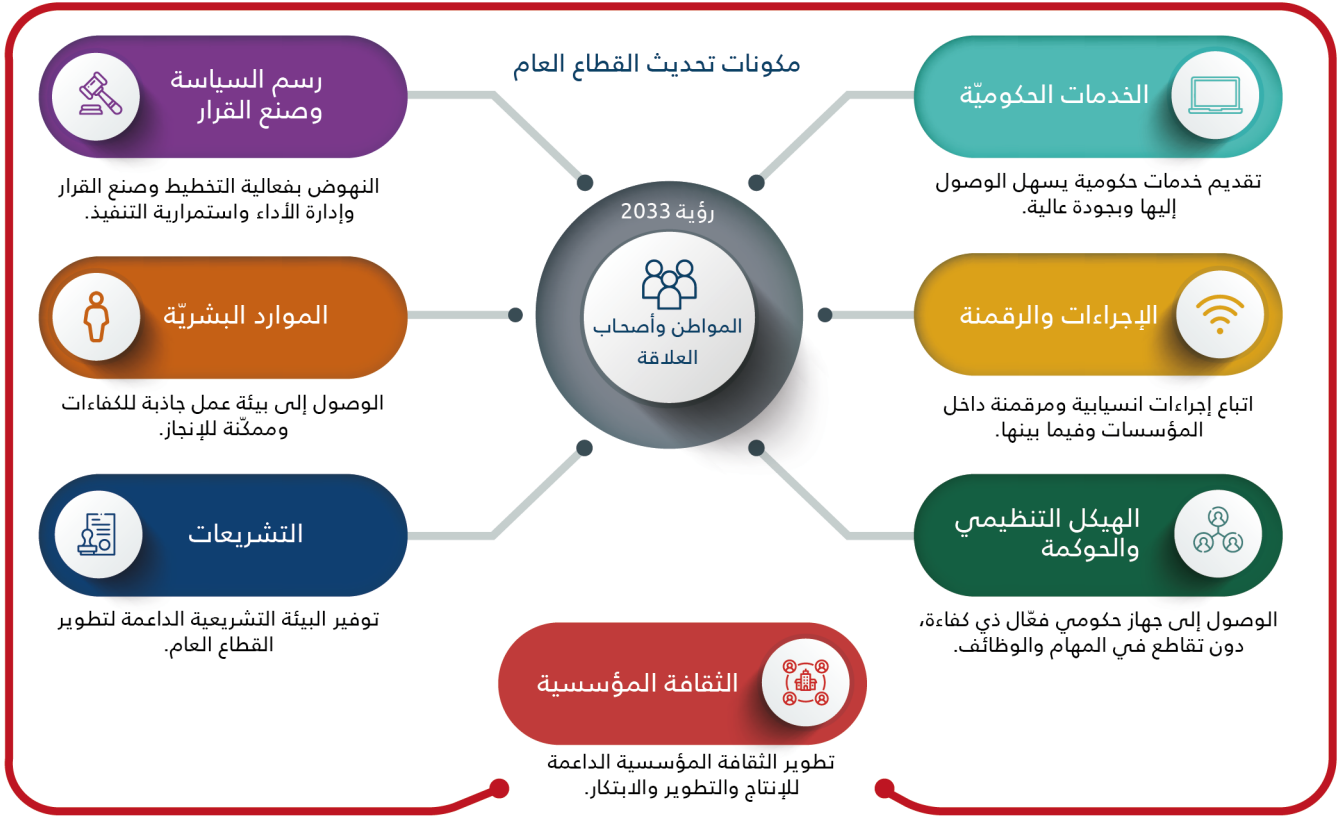 مكونات تحديث القطاع العام
الخدمات الحكوميّة
تقديم خدمات حكومية يسهل الوصول
إليها وبجودة عالية.
الإجراءات والرقمنة
اتباع إجراءات انسيابية ومرقمنة داخل
المؤسسات وفيما بينها.
الهيكل التنظيمي
والحوكمة
الوصول إلى جهاز حكومي فعّال ذي كفاءة،
دون تقاطع في المهام والوظائف.
رؤية 2033
المواطن وأصحاب
العلاقة
رسم السياسة
وصنع القرار
النهوض بفعالية التخطيط وصنع القرار
وإدارة الأداء واستمرارية التنفيذ.
الموارد البشريّة
الوصول إلى بيئة عمل جاذبة للكفاءات
وممكّنة للإنجاز.
التشريعات
توفير البيئة التشريعية الداعمة لتطوير
القطاع العام.
الثقافة المؤسسية
تطوير الثقافة المؤسسية الداعمة
للإنتاج والتطوير والابتكار.